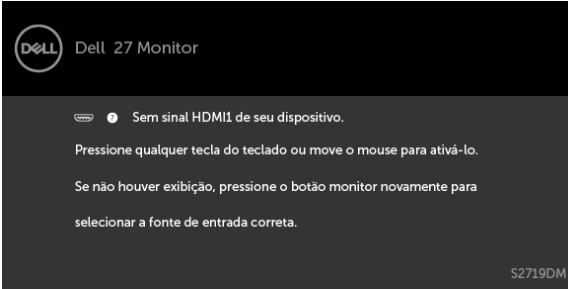 DELL
Dell 27 Monitor
? Sem sinal HDMI1 de seu dispositivo.
Pressione qualquer tecla do teclado ou move o mouse para ativá-lo.
Se não houver exibição, pressione o botão monitor novamente para
selecionar a fonte de entrada correta.
S2719DM